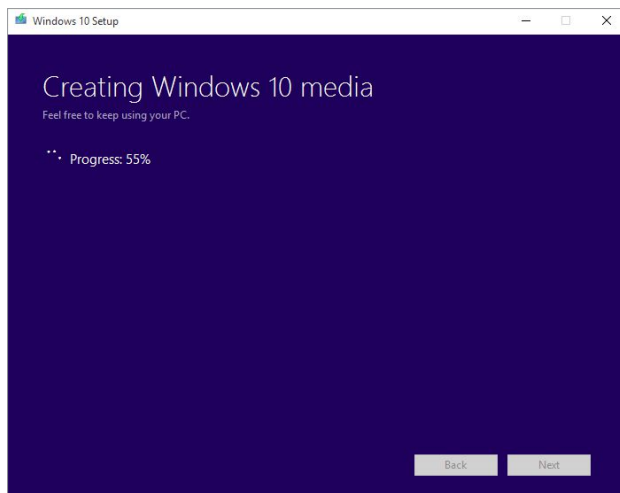 Windows 10 Setup
Creating Windows 10 media
Feel free to keep using your PC.
Progress: 55%
Back
Next